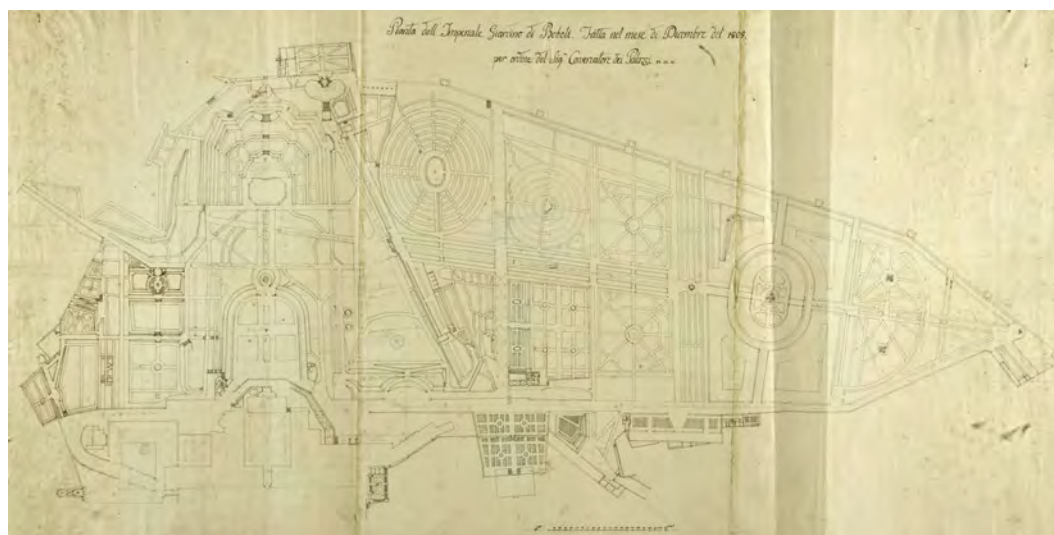 Pianta dell' Imperiale Giardino di Boboli. Fatta nel mese di Dicembre del 1808,
per ordine del Sig.r Conservatore dei Palazzi